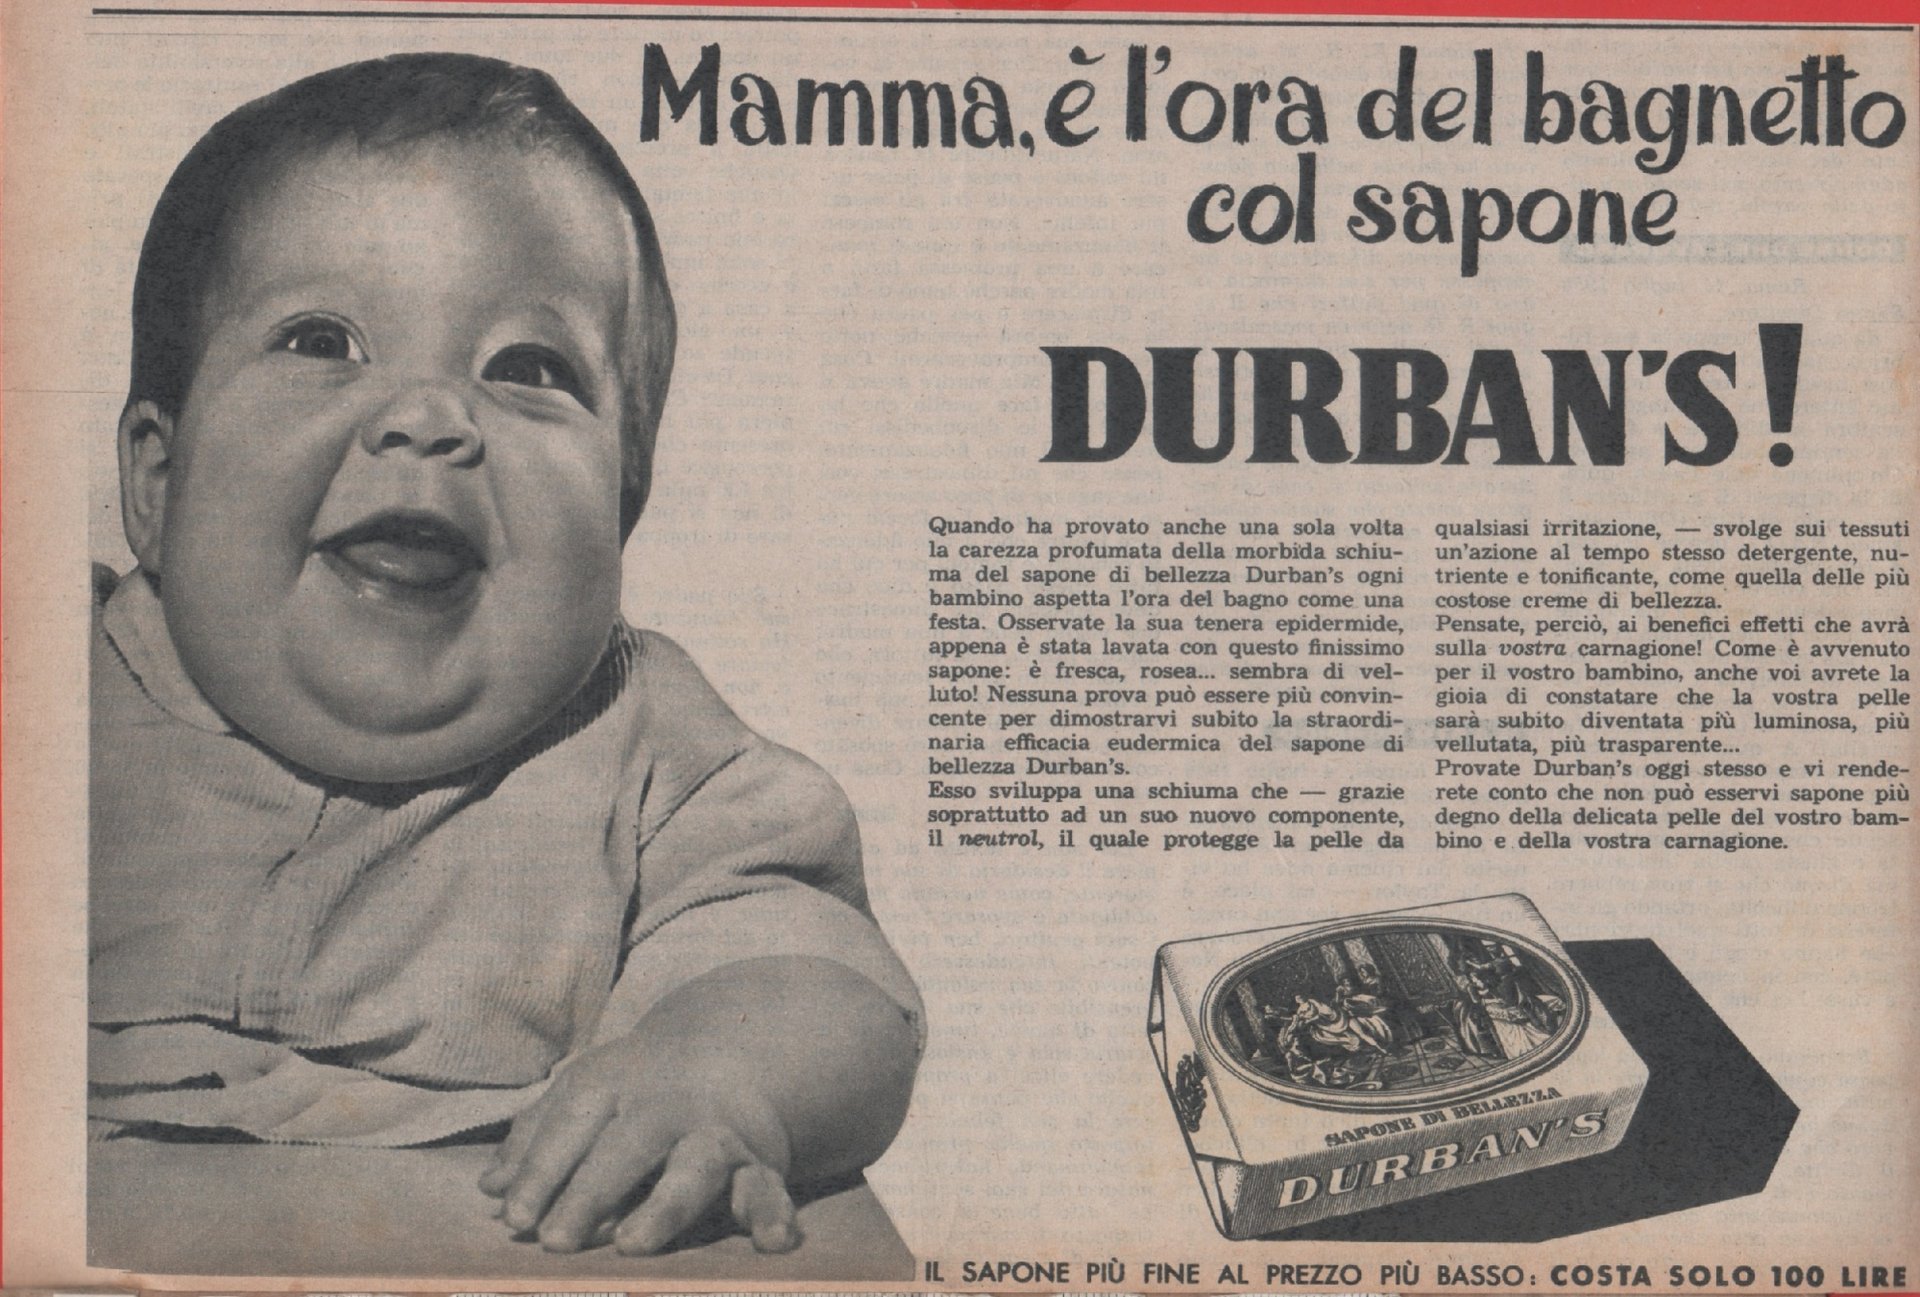 Mamma, è l'ora del bagnetto
col sapone
DURBAN'S!
Quando ha provato anche una sola volta
la carezza profumata della morbida schiu-
ma del sapone di bellezza Durban's ogni
bambino aspetta l'ora del bagno come una
festa. Osservate la sua tenera epidermide,
appena è stata lavata con questo finissimo
sapone: è fresca, rosea... sembra di vel-
luto! Nessuna prova può essere più convin-
cente per dimostrarvi subito la straordi-
naria efficacia eudermica del sapone di
bellezza Durban's.
Esso sviluppa una schiuma che — grazie
soprattutto ad un suo nuovo componente,
il neutrol, il quale protegge la pelle da
qualsiasi irritazione, — svolge sui tessuti
un'azione al tempo stesso detergente, nu-
triente e tonificante, come quella delle più
costose creme di bellezza.
Pensate, perciò, ai benefici effetti che avrà
sulla vostra carnagione! Come è avvenuto
per il vostro bambino, anche voi avrete la
gioia di constatare che la vostra pelle
sarà subito diventata più luminosa, più
vellutata, più trasparente...
Provate Durban's oggi stesso e vi rende-
rete conto che non può esservi sapone più
degno della delicata pelle del vostro bam-
bino e della vostra carnagione.
SAPONE DI BELLEZZA
DURBAN'S
IL SAPONE PIÙ FINE AL PREZZO PIÙ BASSO: COSTA SOLO 100 LIRE